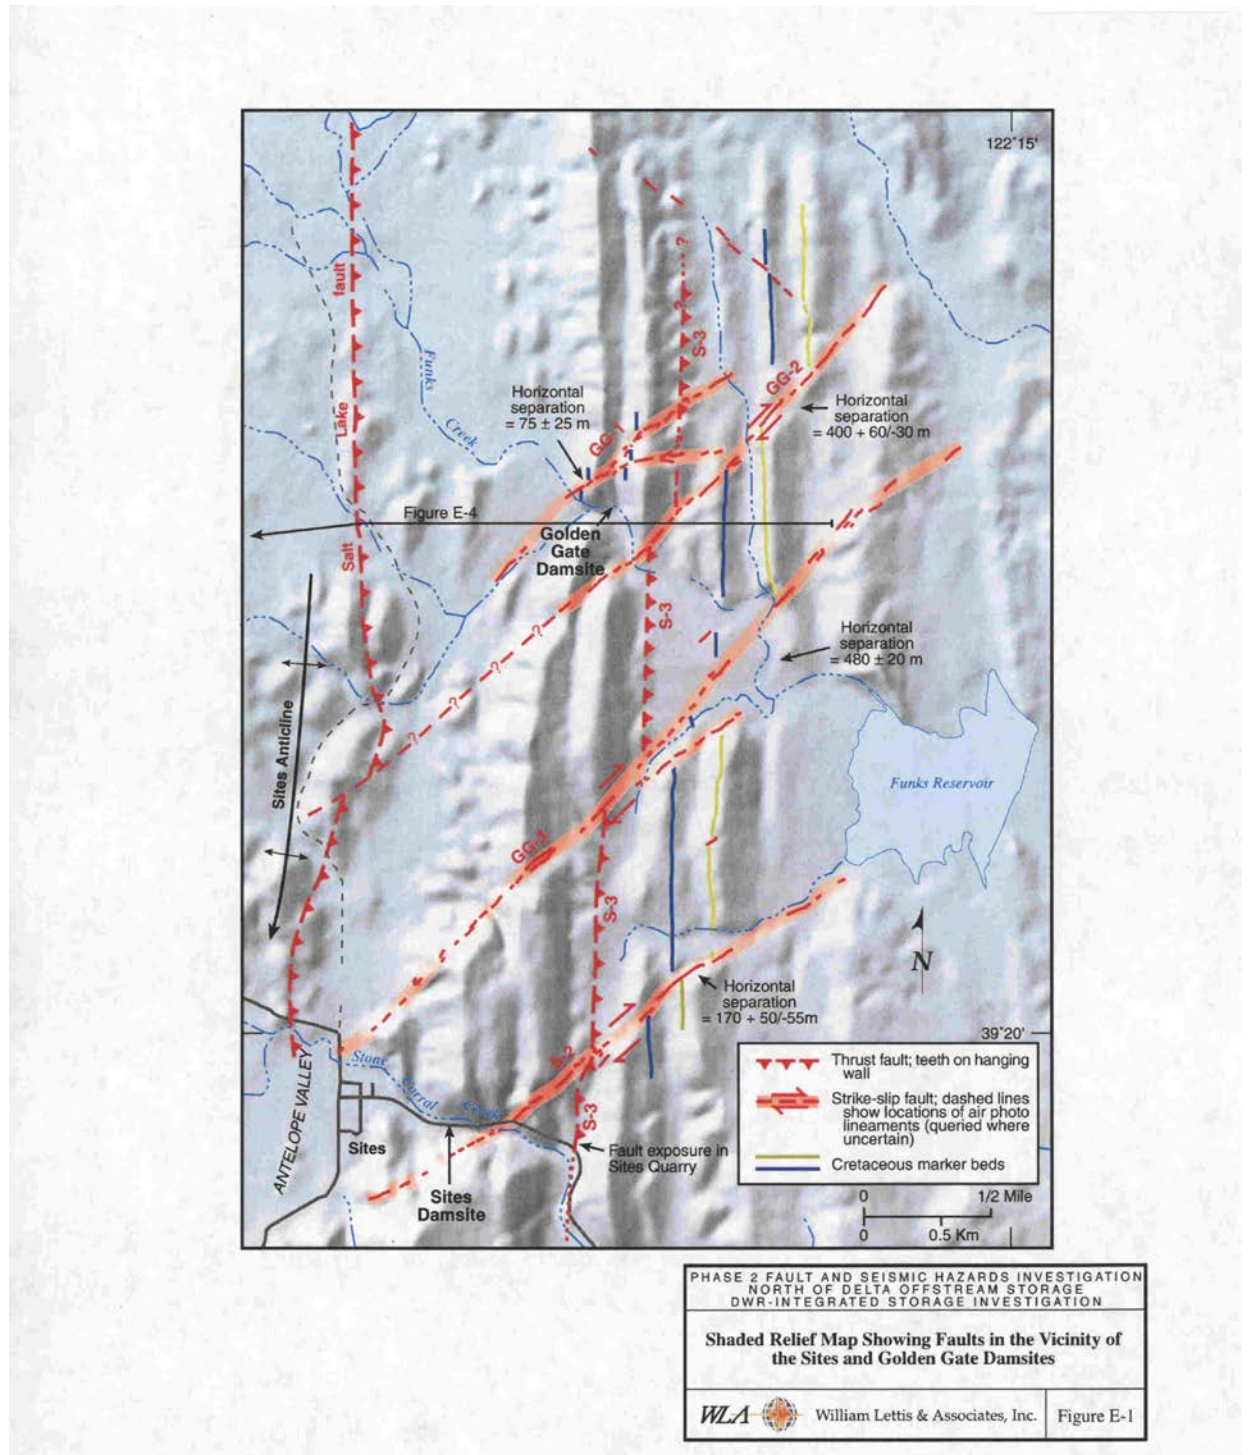 122°15'
fault
Lake
Salt
Funks
Creek
?
?
S-3
GG-2
Horizontal
separation
= 75 ± 25 m
GG-1
Horizontal
separation
= 400 + 60/-30 m
Figure E-4
Golden
Gate
Damsite
S-3
?
?
?
Horizontal
separation
= 480 ± 20 m
Sites Anticline
Funks Reservoir
GG-3
S-3
N
Horizontal
separation
= 170 + 50/-55m
39°20'
S-2
Stone
Corral
Creek
ANTELOPE VALLEY
Sites
S-3
Fault exposure in
Sites Quarry
Sites
Damsite
Thrust fault; teeth on hanging
wall
Strike-slip fault; dashed lines
show locations of air photo
lineaments (queried where
uncertain)
Cretaceous marker beds
0 1/2 Mile
0 0.5 Km
PHASE 2 FAULT AND SEISMIC HAZARDS INVESTIGATION
NORTH OF DELTA OFFSTREAM STORAGE
DWR-INTEGRATED STORAGE INVESTIGATION
Shaded Relief Map Showing Faults in the Vicinity of
the Sites and Golden Gate Damsites
WLA William Lettis & Associates, Inc. Figure E-1